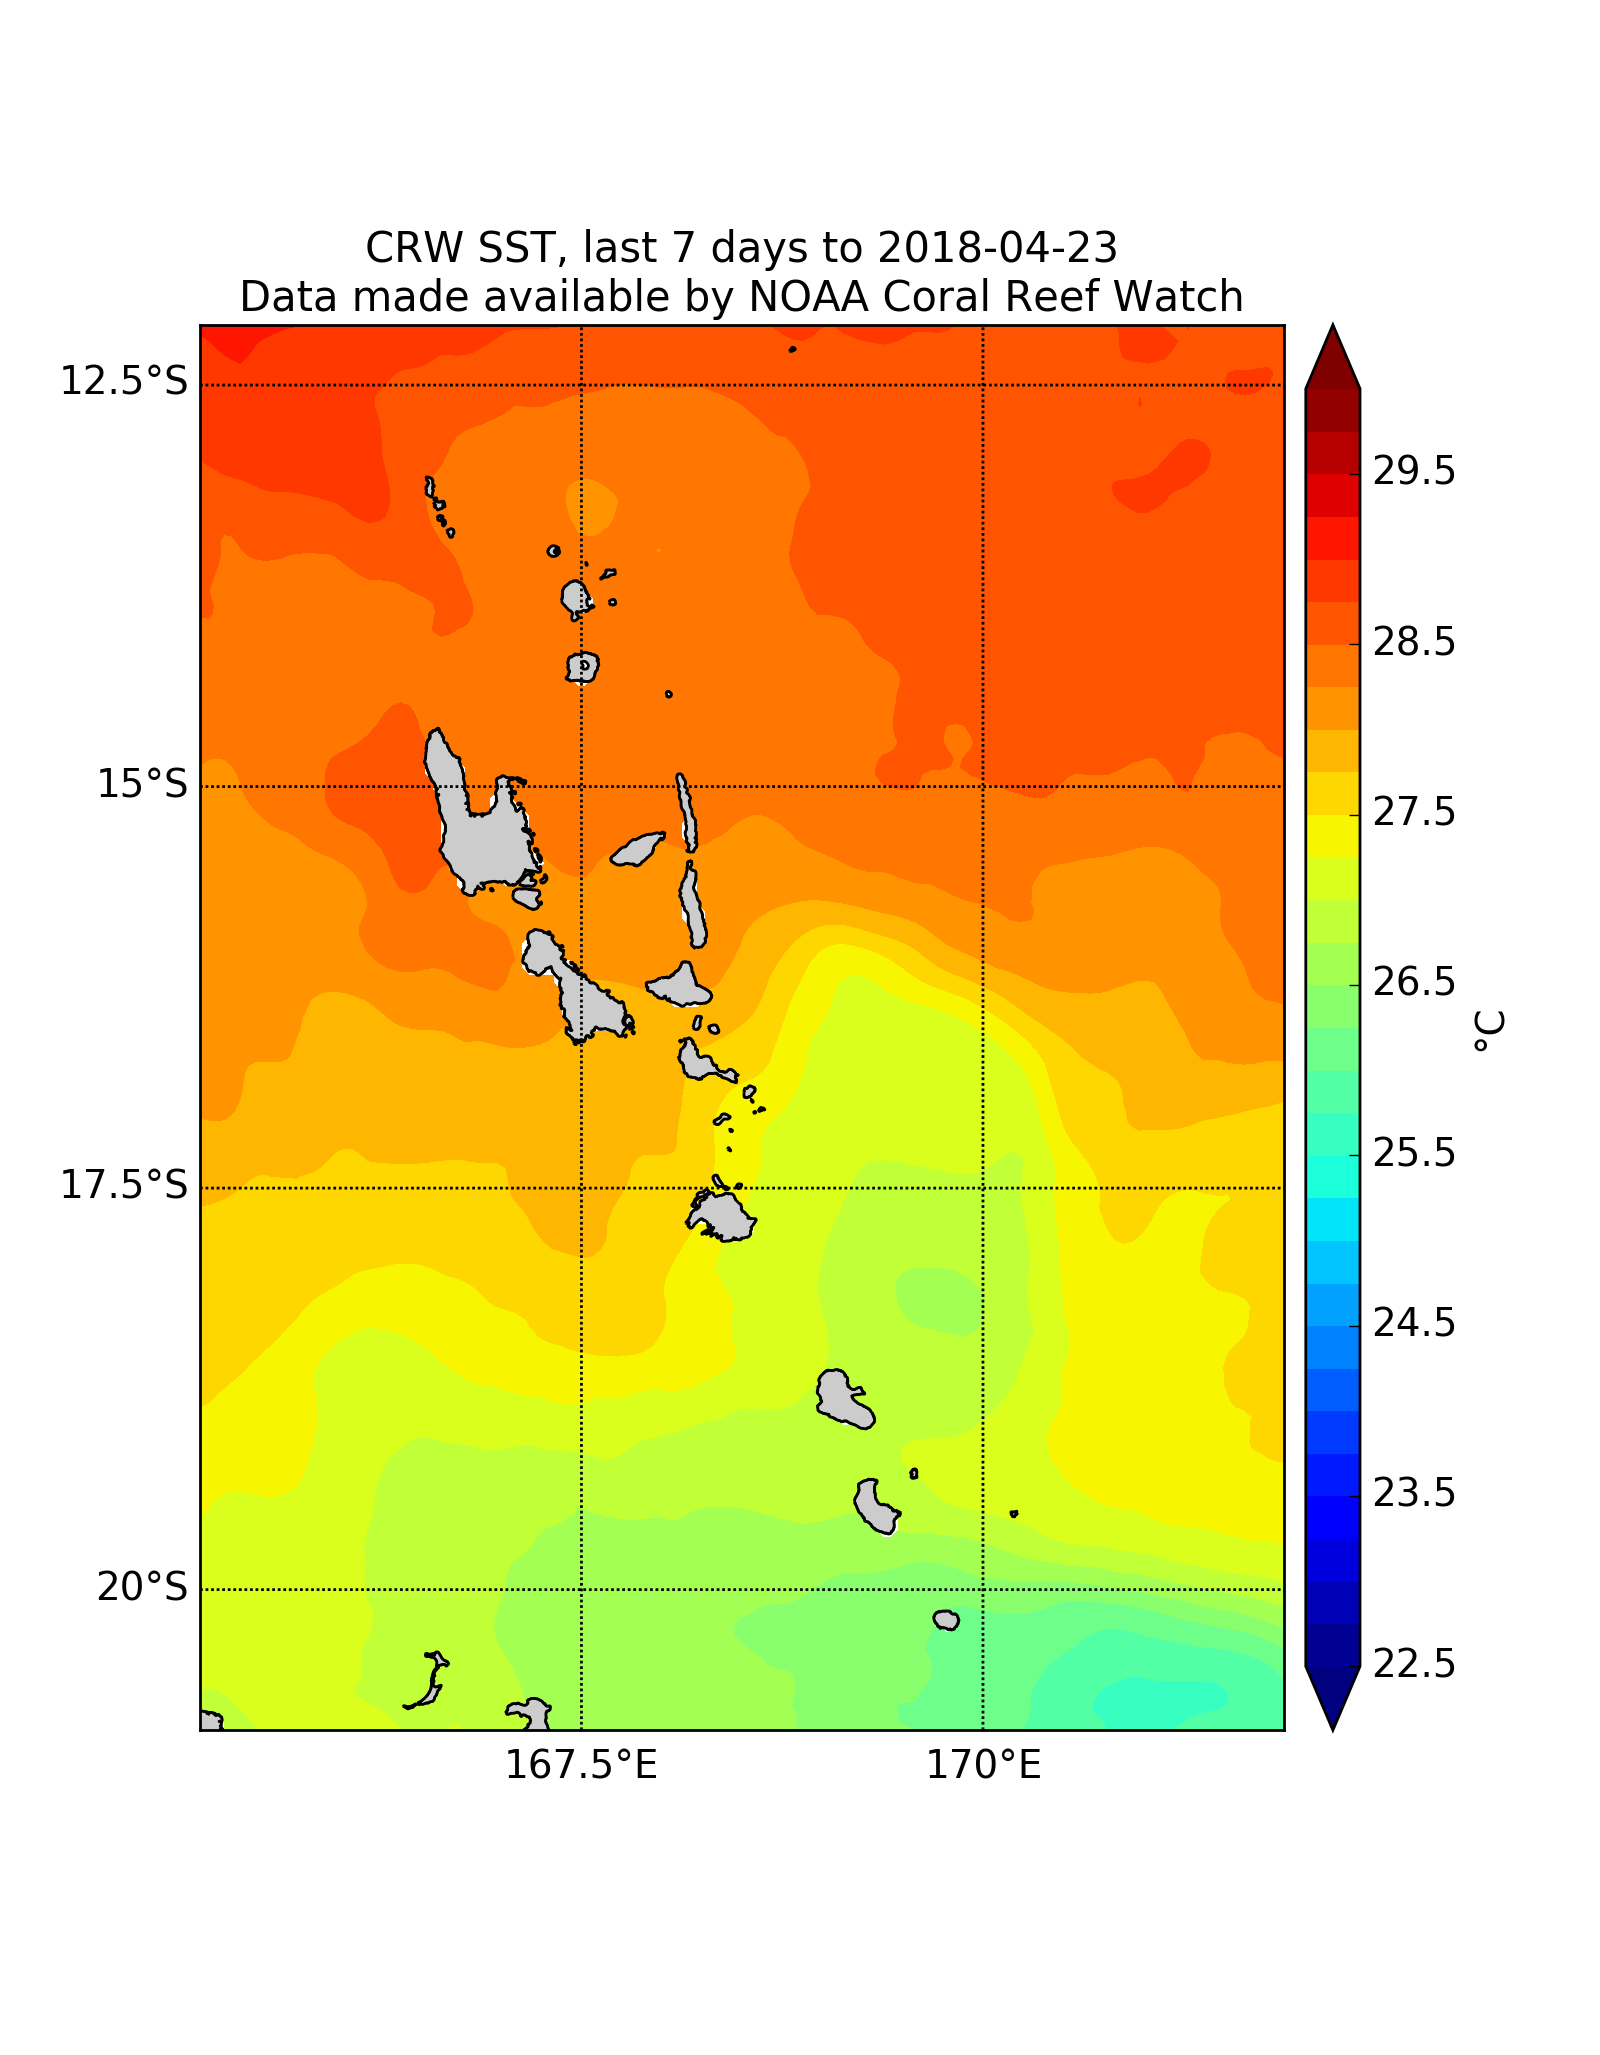 CRW SST, last 7 days to 2018-04-23
Data made available by NOAA Coral Reef Watch
12.5°S
15°S
17.5°S
20°S
167.5°E
170°E
29.5
28.5
27.5
26.5
25.5
24.5
23.5
22.5
°C